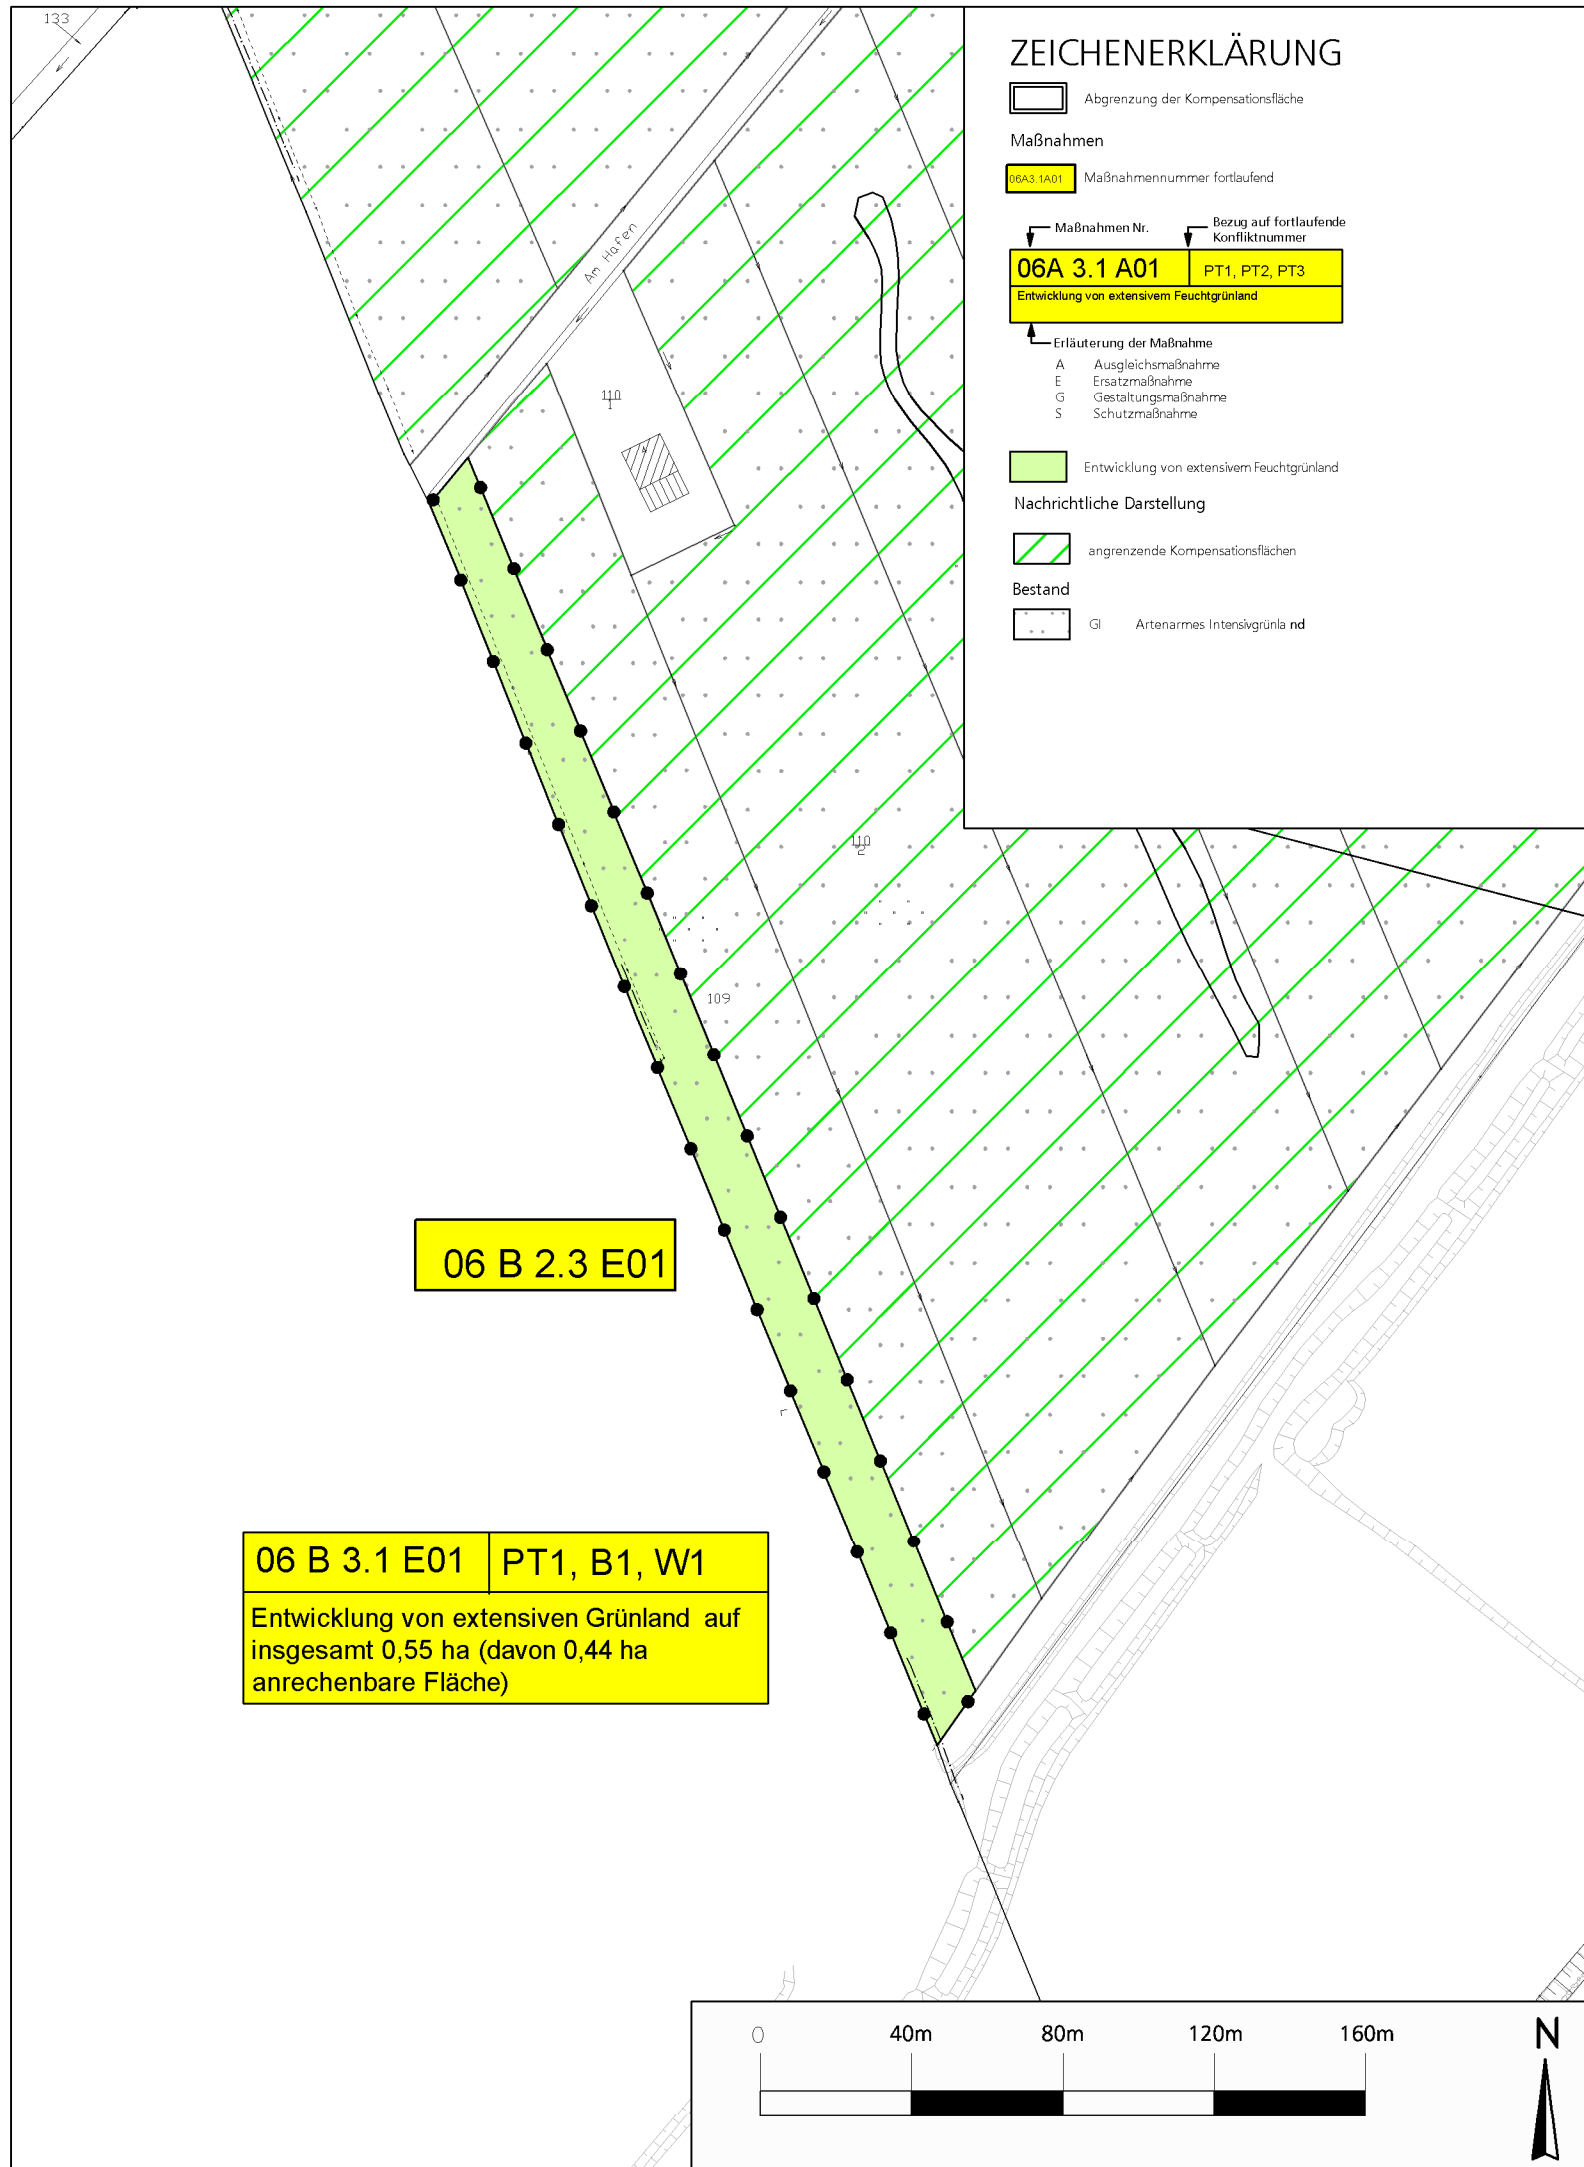 133
ZEICHENERKLÄRUNG
Abgrenzung der Kompensationsfläche
Maßnahmen
06A3.1A01 Maßnahmennummer fortlaufend
Maßnahmen Nr.
Bezug auf fortlaufende
Konfliktnummer
06A 3.1 A01 PT1, PT2, PT3
Entwicklung von extensivem Feuchtgrünland
Erläuterung der Maßnahme
A Ausgleichsmaßnahme
E Ersatzmaßnahme
G Gestaltungsmaßnahme
S Schutzmaßnahme
Entwicklung von extensivem Feuchtgrünland
Nachrichtliche Darstellung
angrenzende Kompensationsflächen
Bestand
GI Artenarmes Intensivgrünla nd
Am Hafen
110
1
4
110
2
109
06 B 2.3 E01
06 B 3.1 E01 PT1, B1, W1
Entwicklung von extensiven Grünland auf
insgesamt 0,55 ha (davon 0,44 ha
anrechenbare Fläche)
0 40m 80m 120m 160m
N